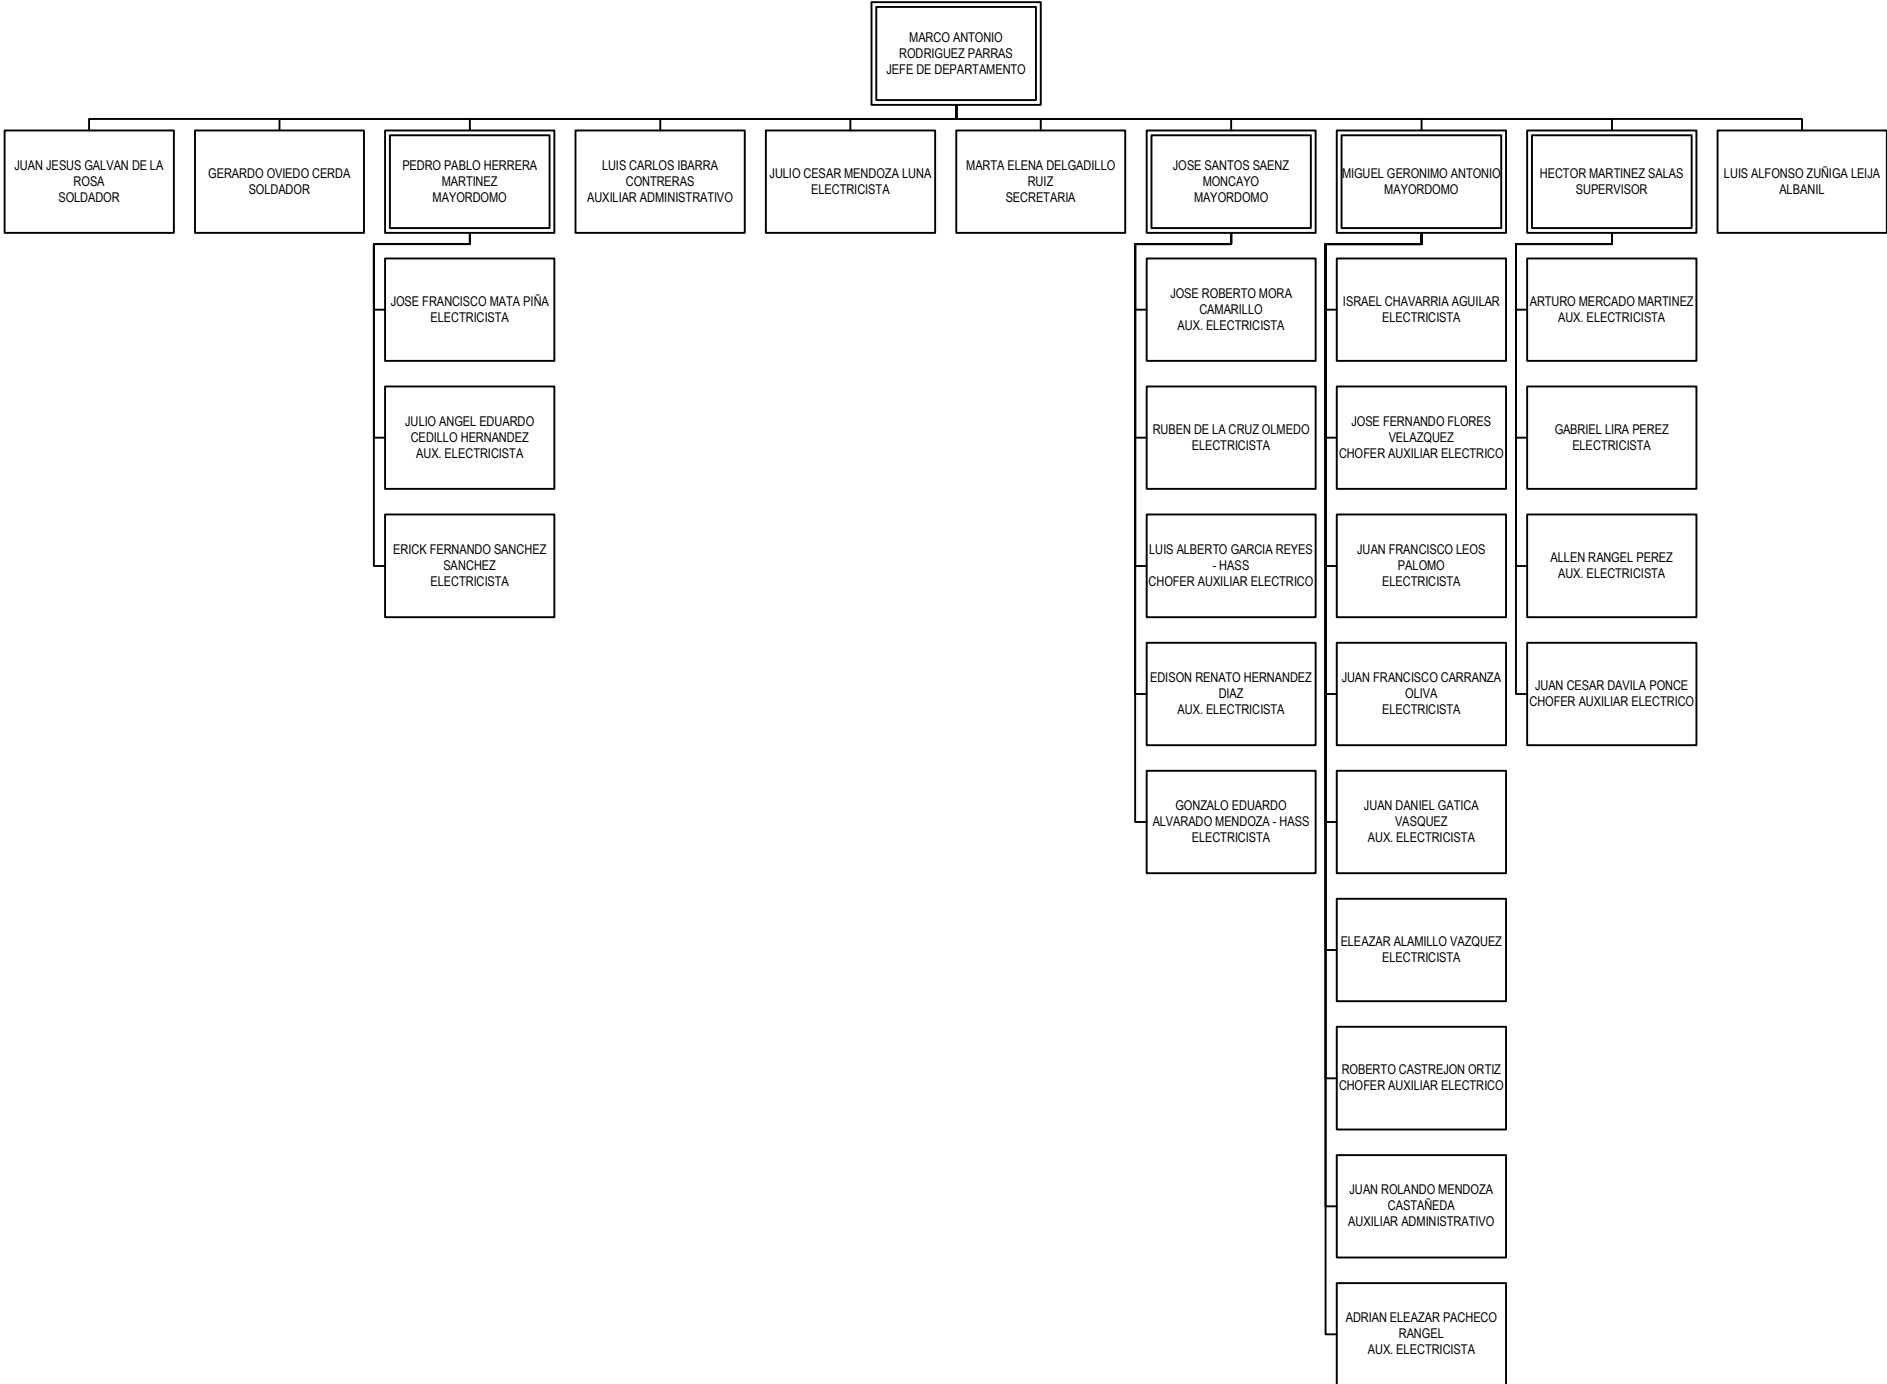 MARCO ANTONIO
RODRIGUEZ PARRAS
JEFE DE DEPARTAMENTO
JUAN JESUS GALVAN DE LA
ROSA
SOLDADOR
GERARDO OVIEDO CERDA
SOLDADOR
PEDRO PABLO HERRERA
MARTINEZ
MAYORDOMO
LUIS CARLOS IBARRA
CONTRERAS
AUXILIAR ADMINISTRATIVO
JULIO CESAR MENDOZA LUNA
ELECTRICISTA
MARTA ELENA DELGADILLO
RUIZ
SECRETARIA
JOSE SANTOS SAENZ
MONCAYO
MAYORDOMO
MIGUEL GERONIMO ANTONIO
MAYORDOMO
HECTOR MARTINEZ SALAS
SUPERVISOR
LUIS ALFONSO ZUÑIGA LEIJA
ALBANIL
JOSE FRANCISCO MATA PIÑA
ELECTRICISTA
JULIO ANGEL EDUARDO
CEDILLO HERNANDEZ
AUX. ELECTRICISTA
ERICK FERNANDO SANCHEZ
SANCHEZ
ELECTRICISTA
JOSE ROBERTO MORA
CAMARILLO
AUX. ELECTRICISTA
RUBEN DE LA CRUZ OLMEDO
ELECTRICISTA
LUIS ALBERTO GARCIA REYES
- HASS
CHOFER AUXILIAR ELECTRICO
EDISON RENATO HERNANDEZ
DIAZ
AUX. ELECTRICISTA
GONZALO EDUARDO
ALVARADO MENDOZA - HASS
ELECTRICISTA
ISRAEL CHAVARRIA AGUILAR
ELECTRICISTA
JOSE FERNANDO FLORES
VELAZQUEZ
CHOFER AUXILIAR ELECTRICO
JUAN FRANCISCO LEOS
PALOMO
ELECTRICISTA
JUAN FRANCISCO CARRANZA
OLIVA
ELECTRICISTA
JUAN DANIEL GATICA
VASQUEZ
AUX. ELECTRICISTA
ELEAZAR ALAMILLO VAZQUEZ
ELECTRICISTA
ROBERTO CASTREJON ORTIZ
CHOFER AUXILIAR ELECTRICO
JUAN ROLANDO MENDOZA
CASTAÑEDA
AUXILIAR ADMINISTRATIVO
ADRIAN ELEAZAR PACHECO
RANGEL
AUX. ELECTRICISTA
ARTURO MERCADO MARTINEZ
AUX. ELECTRICISTA
GABRIEL LIRA PEREZ
ELECTRICISTA
ALLEN RANGEL PEREZ
AUX. ELECTRICISTA
JUAN CESAR DAVILA PONCE
CHOFER AUXILIAR ELECTRICO